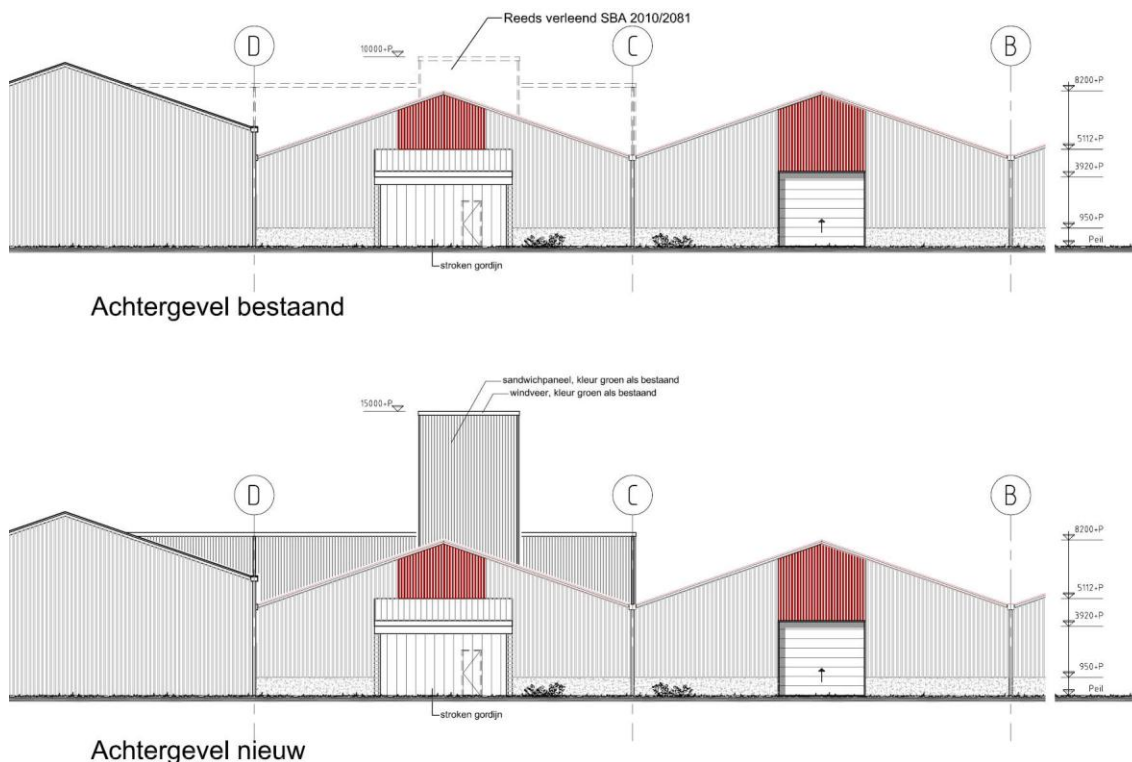 Reeds verleend SBA 2010/2081
10000+P
D
C
B
8200+P
5112+P
3920+P
950+P
Peil
stroken gordijn
Achtergevel bestaand
sandwichpaneel, kleur groen als bestaand
windveer, kleur groen als bestaand
15000+P
D
C
B
8200+P
5112+P
3920+P
950+P
Peil
stroken gordijn
Achtergevel nieuw